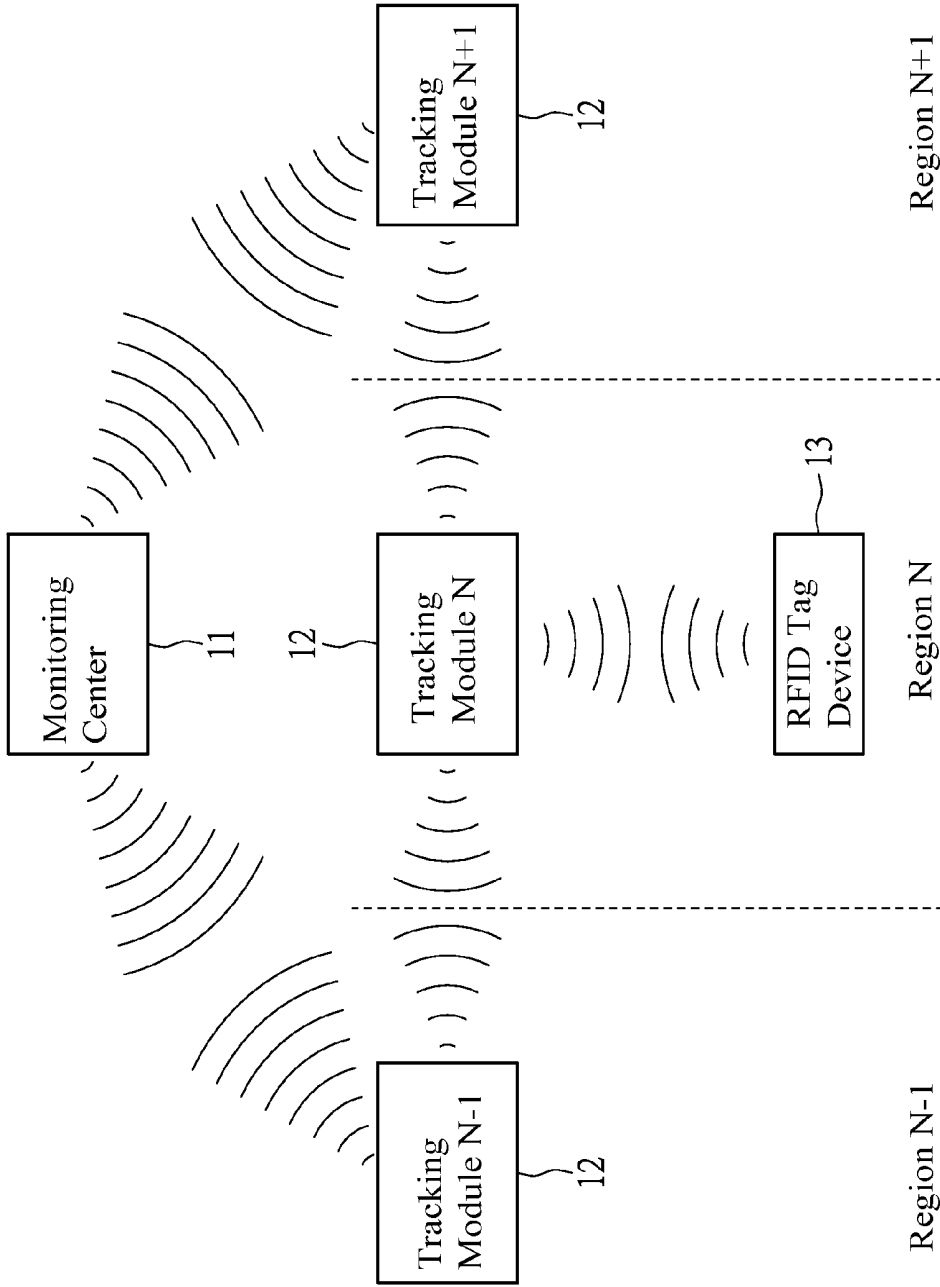 Monitoring
Center
11
Tracking
Module N-1
12
12
Tracking
Module N
Tracking
Module N+1
12
13
RFID Tag
Device
Region N-1
Region N
Region N+1